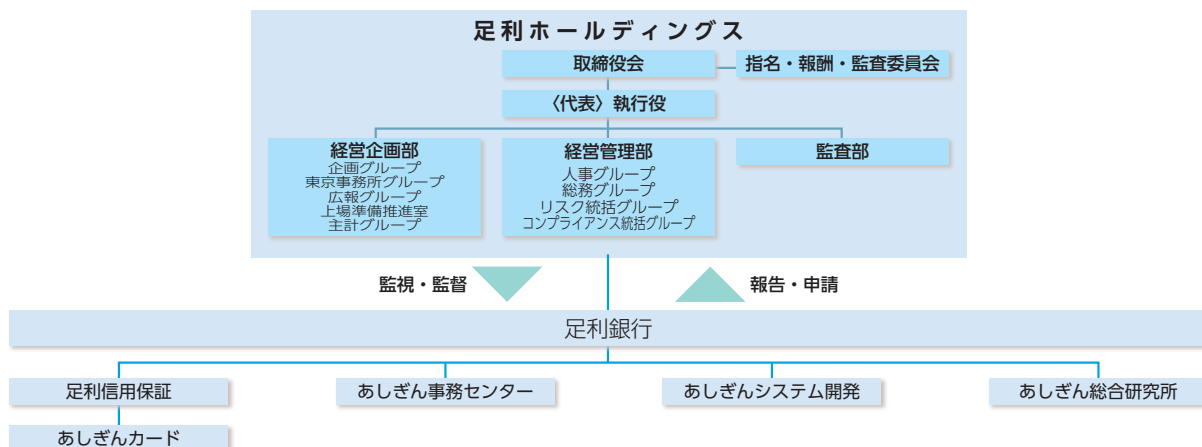 足利ホールディングス
取締役会
指名・報酬・監査委員会
〈代表〉執行役
経営企画部
企画グループ
東京事務所グループ
広報グループ
上場準備推進室
主計グループ
経営管理部
人事グループ
総務グループ
リスク統括グループ
コンプライアンス統括グループ
監査部
監視・監督
報告・申請
足利銀行
足利信用保証
あしぎん事務センター
あしぎんシステム開発
あしぎん総合研究所
あしぎんカード